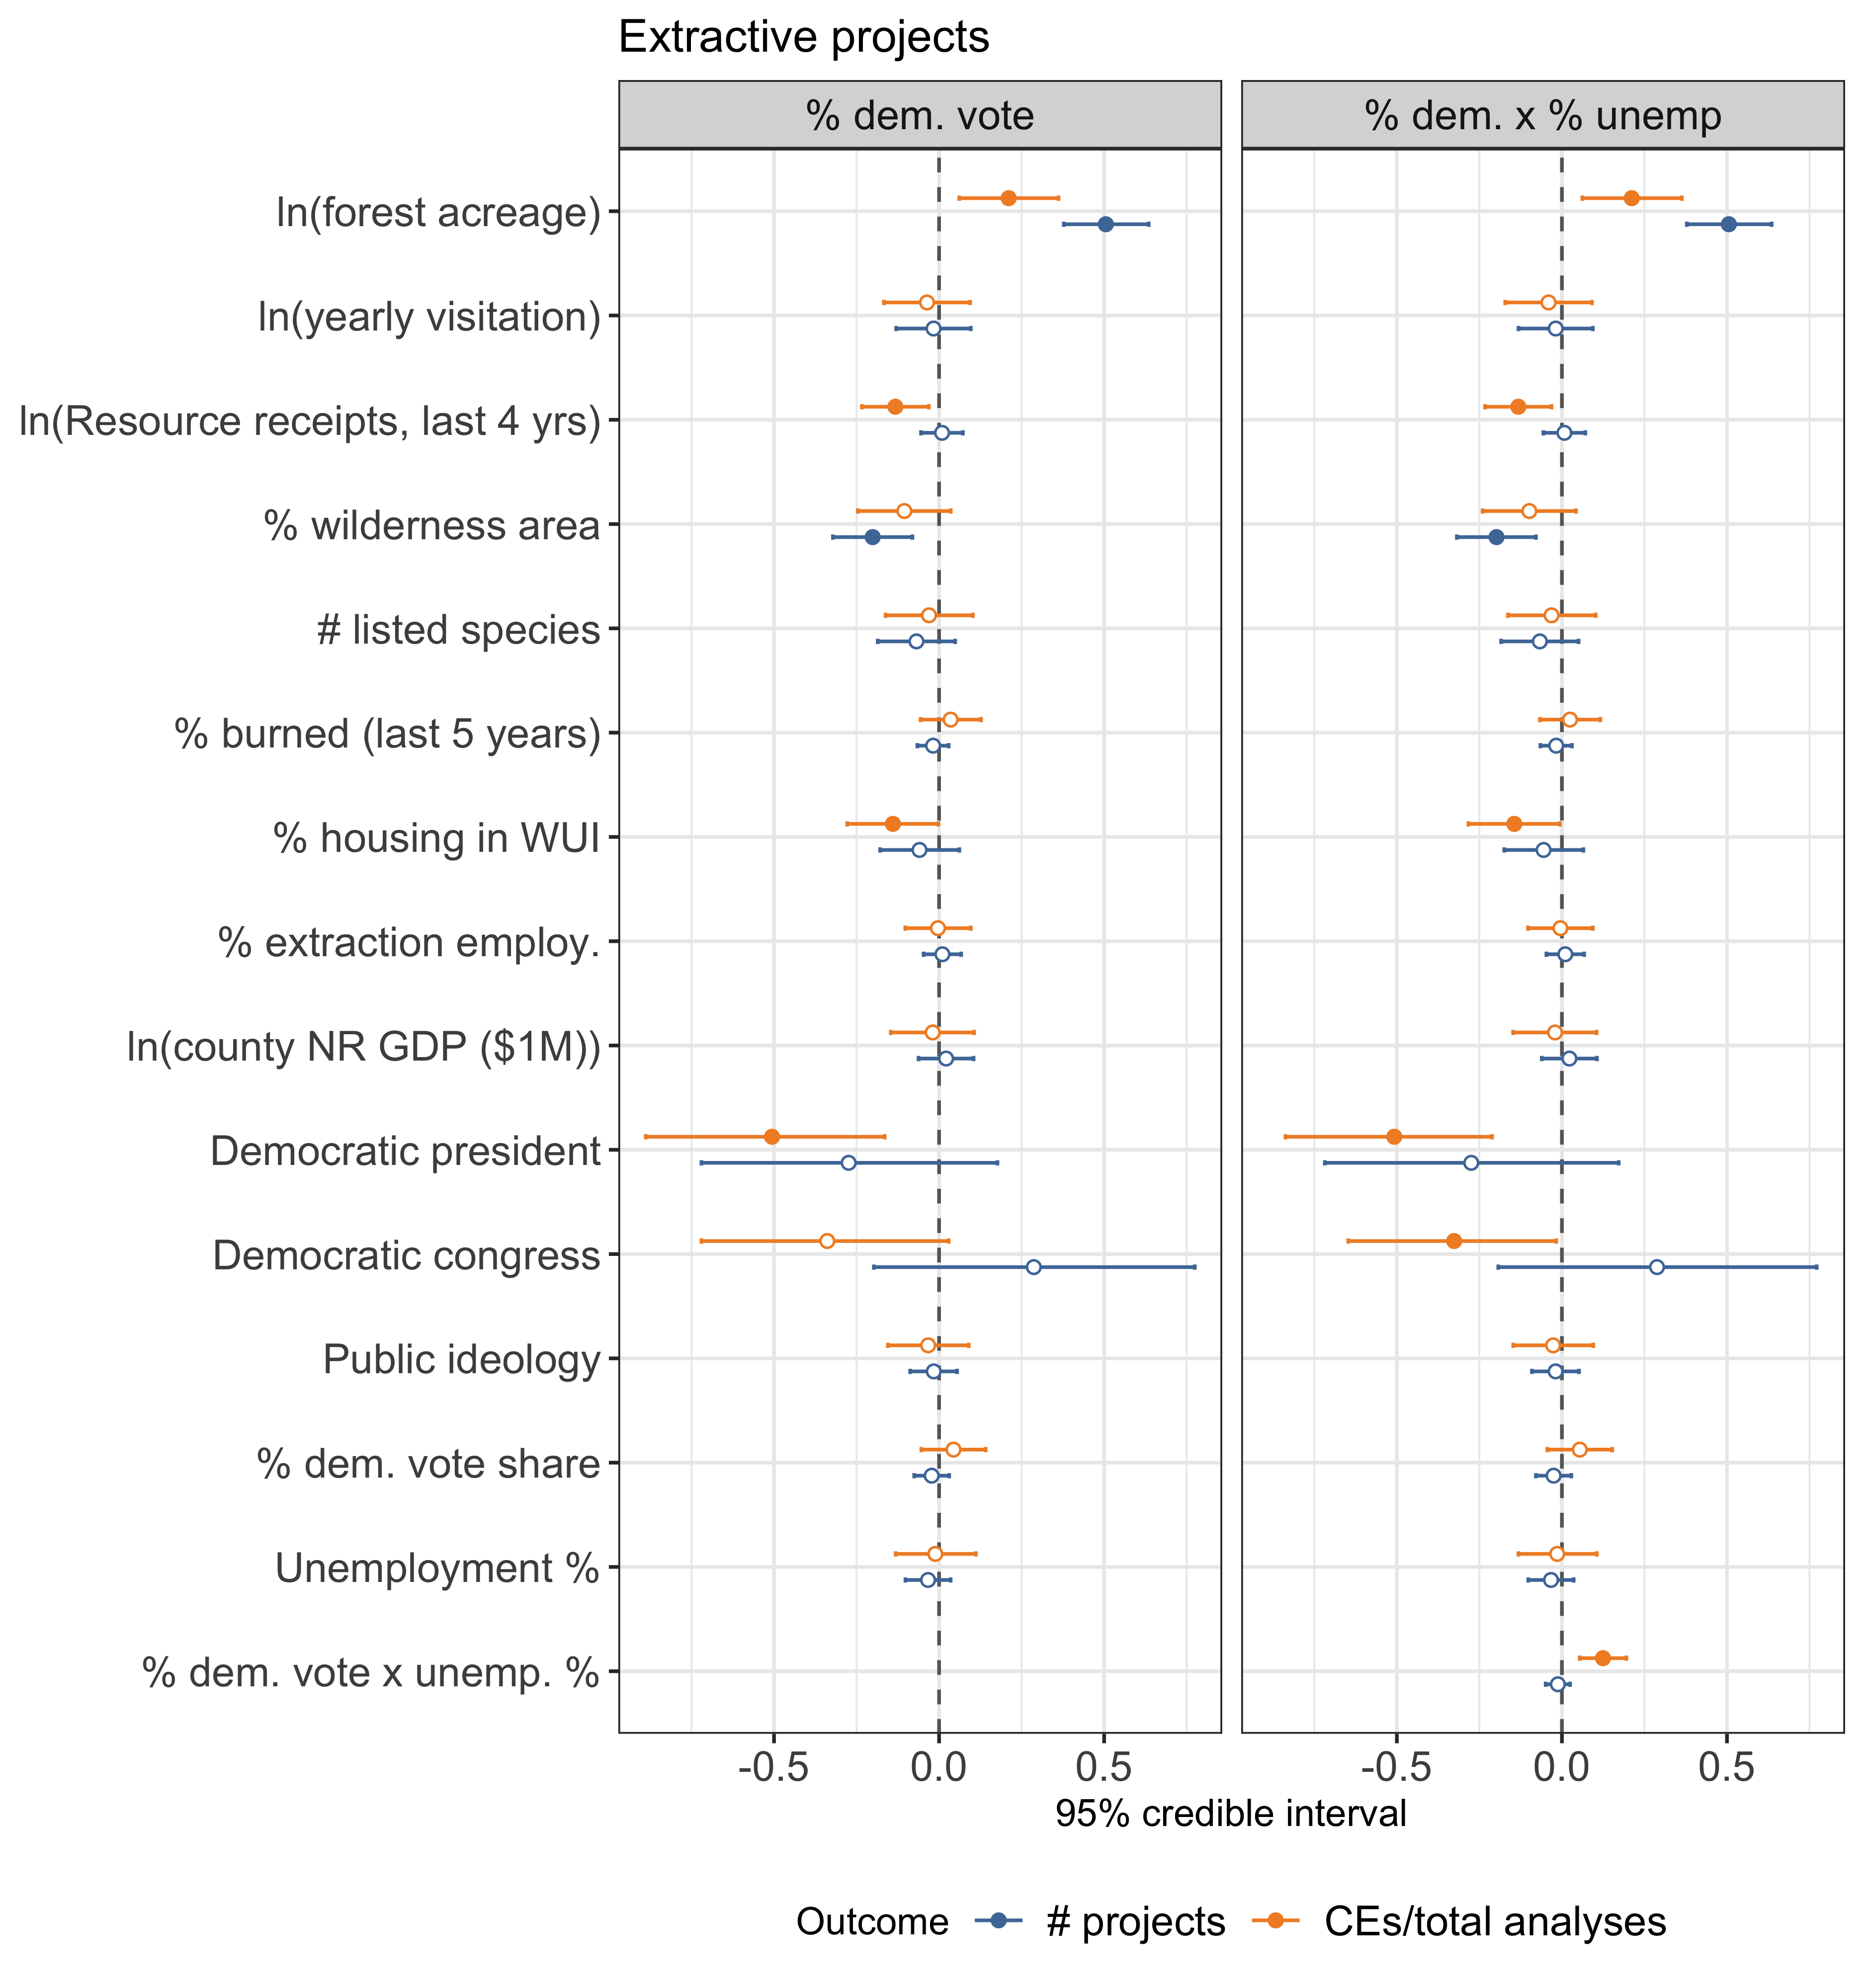 Extractive projects
% dem. vote
% dem. x % unemp
ln(forest acreage)
ln(yearly visitation)
ln(Resource receipts, last 4 yrs)
% wilderness area
# listed species
% burned (last 5 years)
% housing in WUI
% extraction employ.
ln(county NR GDP ($1M))
Democratic president
Democratic congress
Public ideology
% dem. vote share
Unemployment %
% dem. vote x unemp. %
-0.5 0.0 0.5
-0.5 0.0 0.5
95% credible interval
Outcome # projects CEs/total analyses